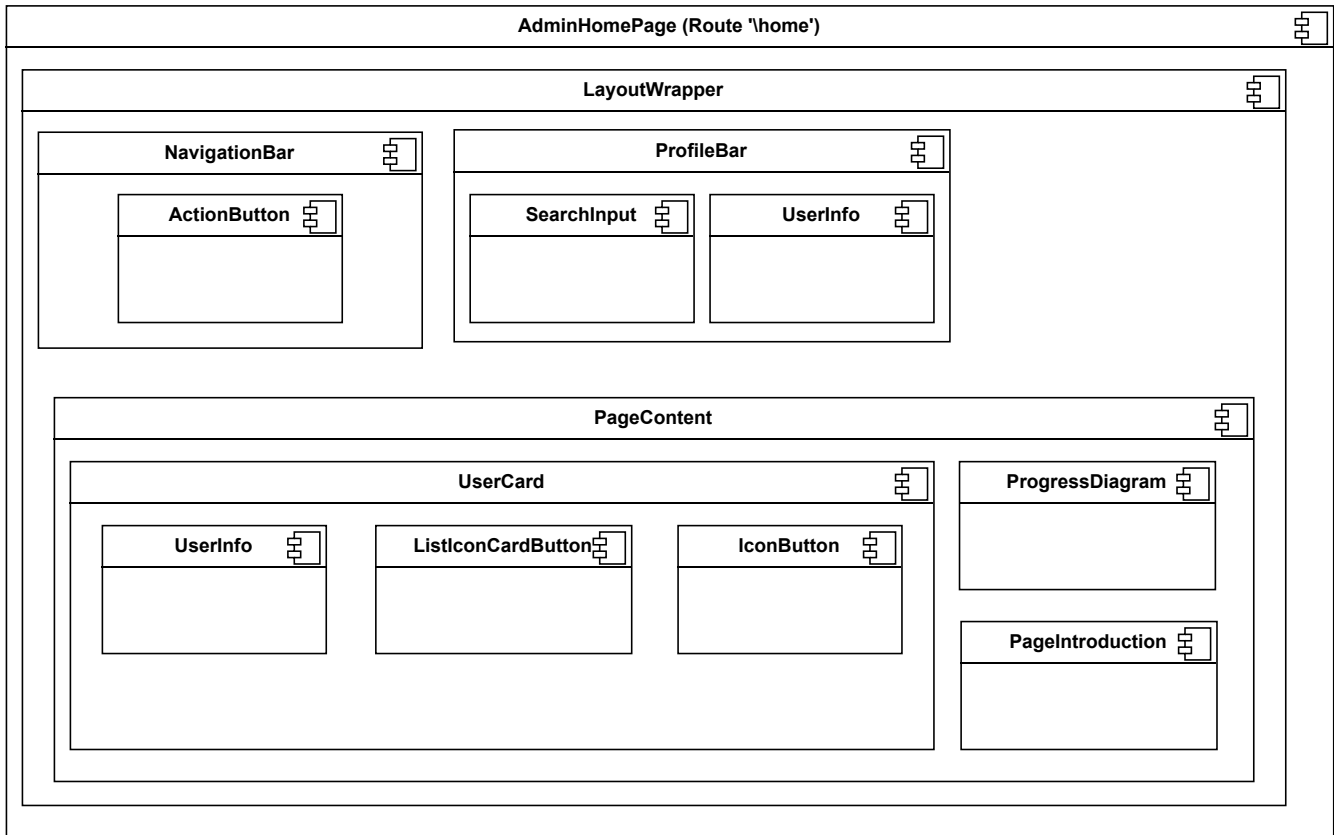 AdminHomePage (Route '\home')
LayoutWrapper
NavigationBar
ActionButton
ProfileBar
SearchInput
UserInfo
PageContent
UserCard
UserInfo
ListIconCardButton
IconButton
ProgressDiagram
PageIntroduction